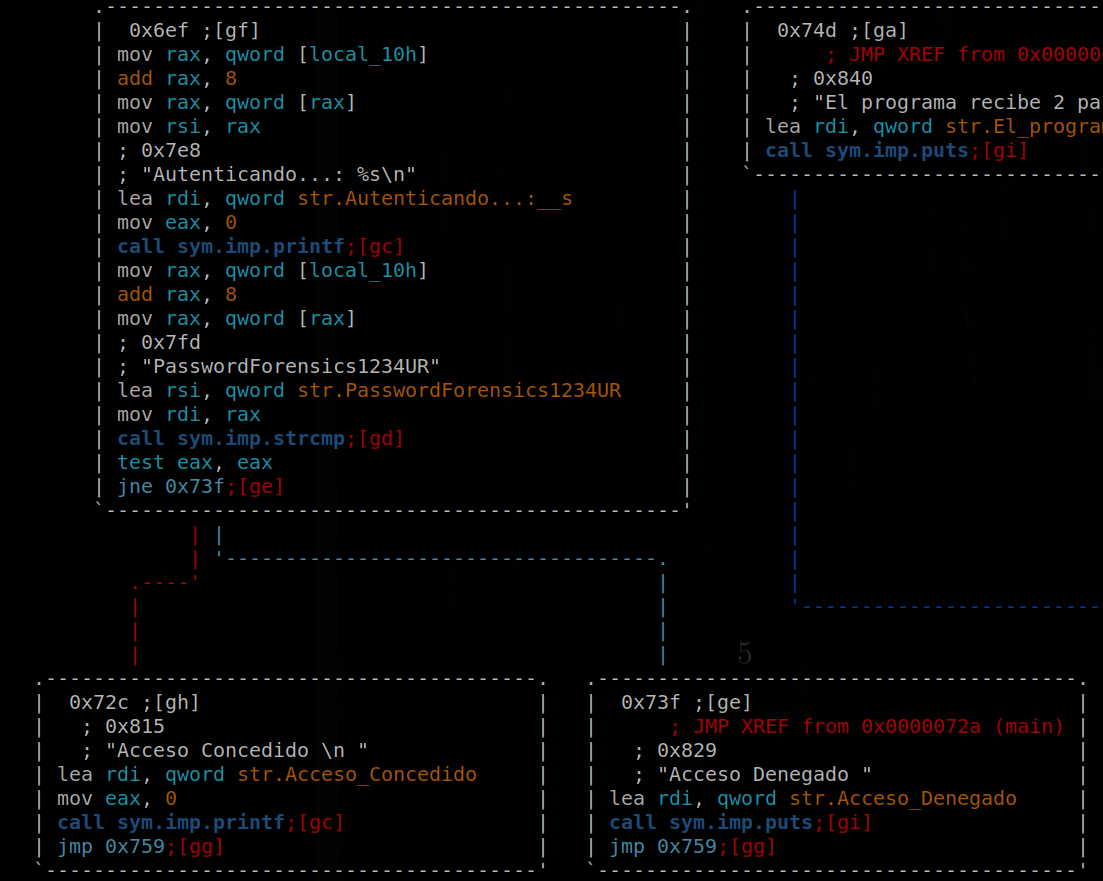 0x6ef ;[gf]
mov rax, qword [local_10h]
add rax, 8
mov rax, qword [rax]
mov rsi, rax
; 0x7e8
; "Autenticando...: %s\n"
lea rdi, qword str.Autenticando...:__s
mov eax, 0
call sym.imp.printf;[gc]
mov rax, qword [local_10h]
add rax, 8
mov rax, qword [rax]
; 0x7fd
; "PasswordForensics1234UR"
lea rsi, qword str.PasswordForensics1234UR
mov rdi, rax
call sym.imp.strcmp;[gd]
test eax, eax
jne 0x73f;[ge]
0x74d ;[ga]
; JMP XREF from 0x00000
; 0x840
; "El programa recibe 2 pa
lea rdi, qword str.El_progra
call sym.imp.puts;[gi]
5
0x72c ;[gh]
; 0x815
; "Acceso Concedido \n "
lea rdi, qword str.Acceso_Concedido
mov eax, 0
call sym.imp.printf;[gc]
jmp 0x759;[gg]
0x73f ;[ge]
; JMP XREF from 0x0000072a (main)
; 0x829
; "Acceso Denegado "
lea rdi, qword str.Acceso_Denegado
call sym.imp.puts;[gi]
jmp 0x759;[gg]